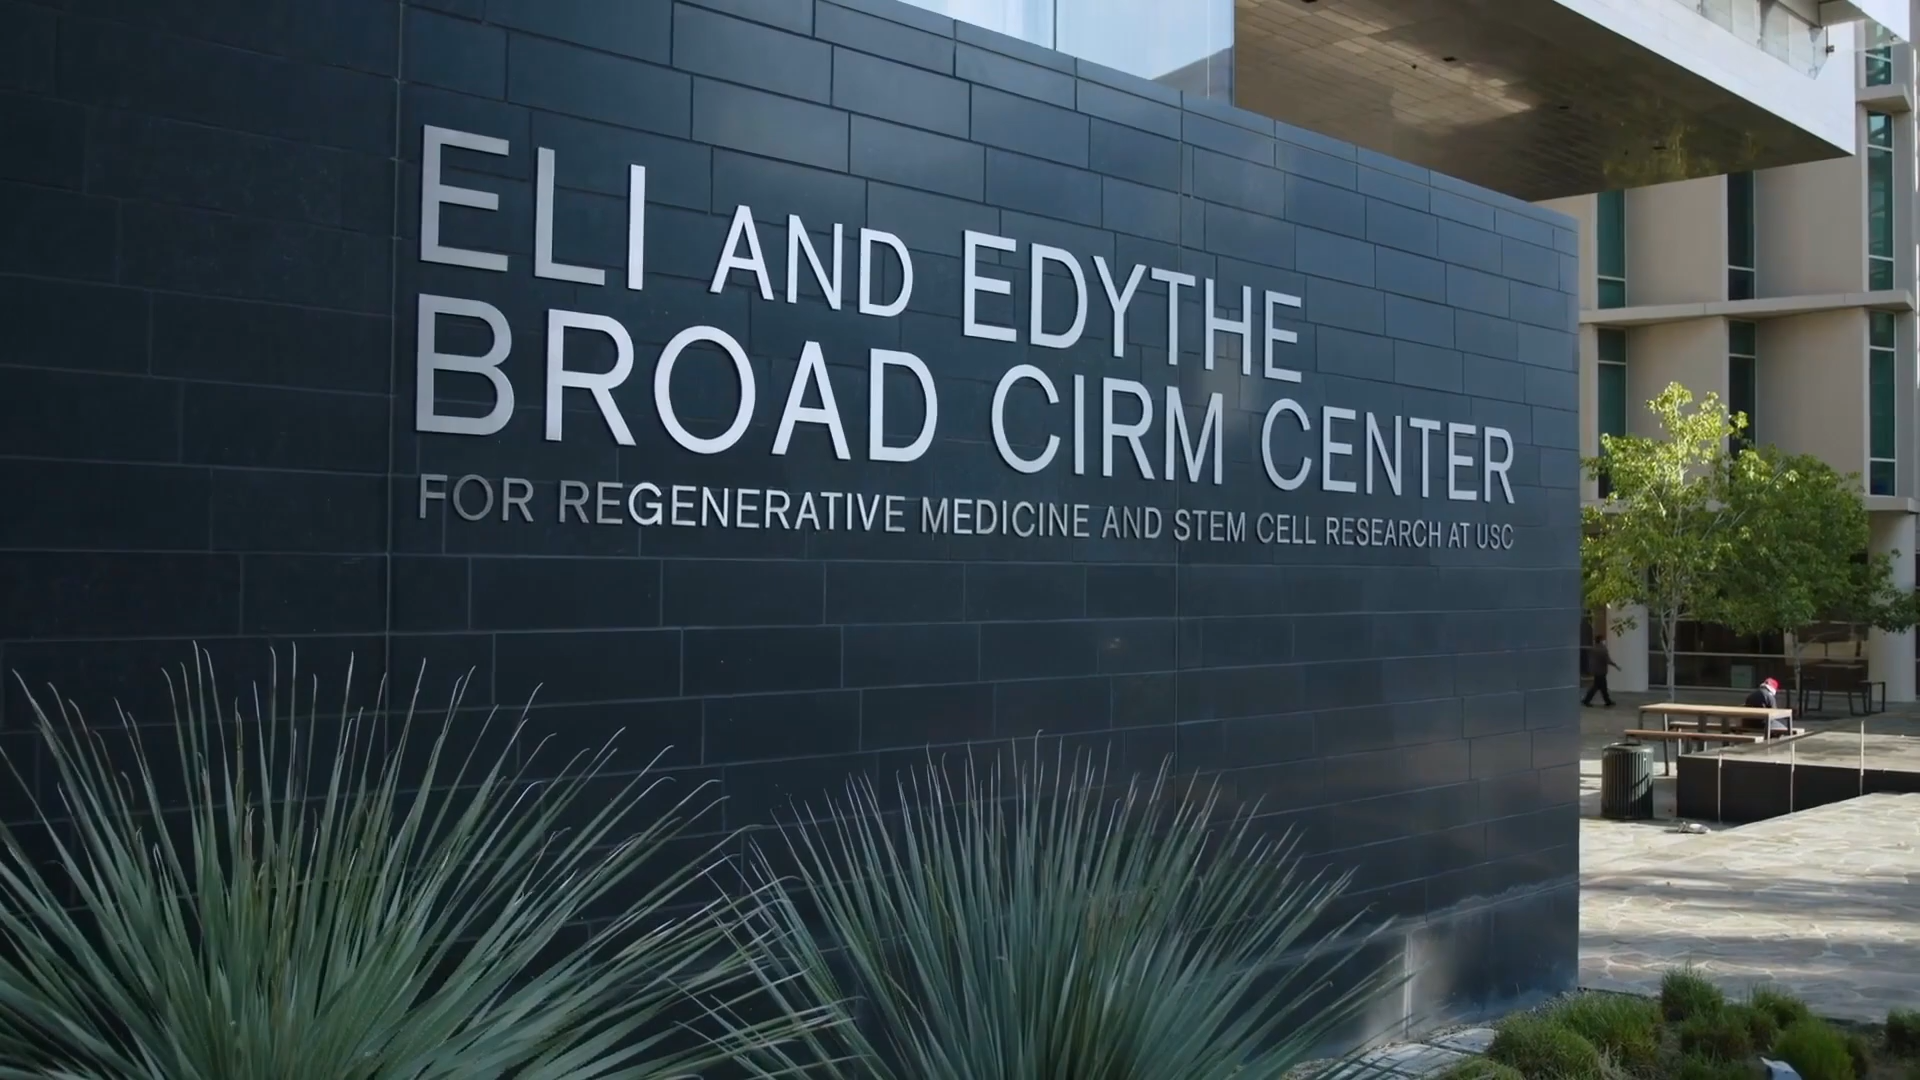 ELI AND EDYTHE
BROAD CIRM CENTER
FOR REGENERATIVE MEDICINE AND STEM CELL RESEARCH AT USC